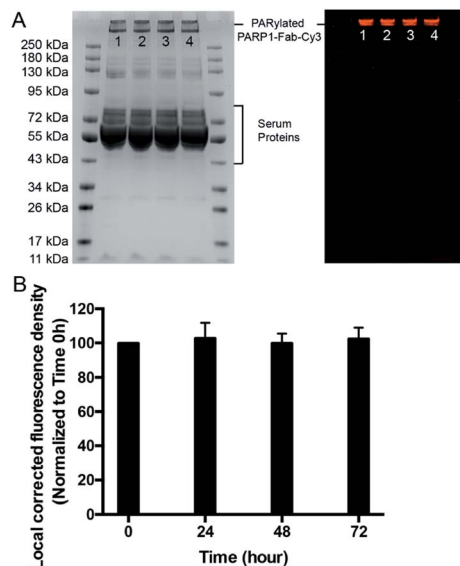 A
250 kDa
180 kDa
130 kDa
95 kDa
72 kDa
55 kDa
43 kDa
34 kDa
26 kDa
17 kDa
11 kDa
1 2 3 4
PARylated
PARP1-Fab-Cy3
Serum
Proteins
1 2 3 4
B
Local corrected fluorescence density
(Normalized to Time 0h)
120
100
80
60
40
20
0
0 24 48 72
Time (hour)